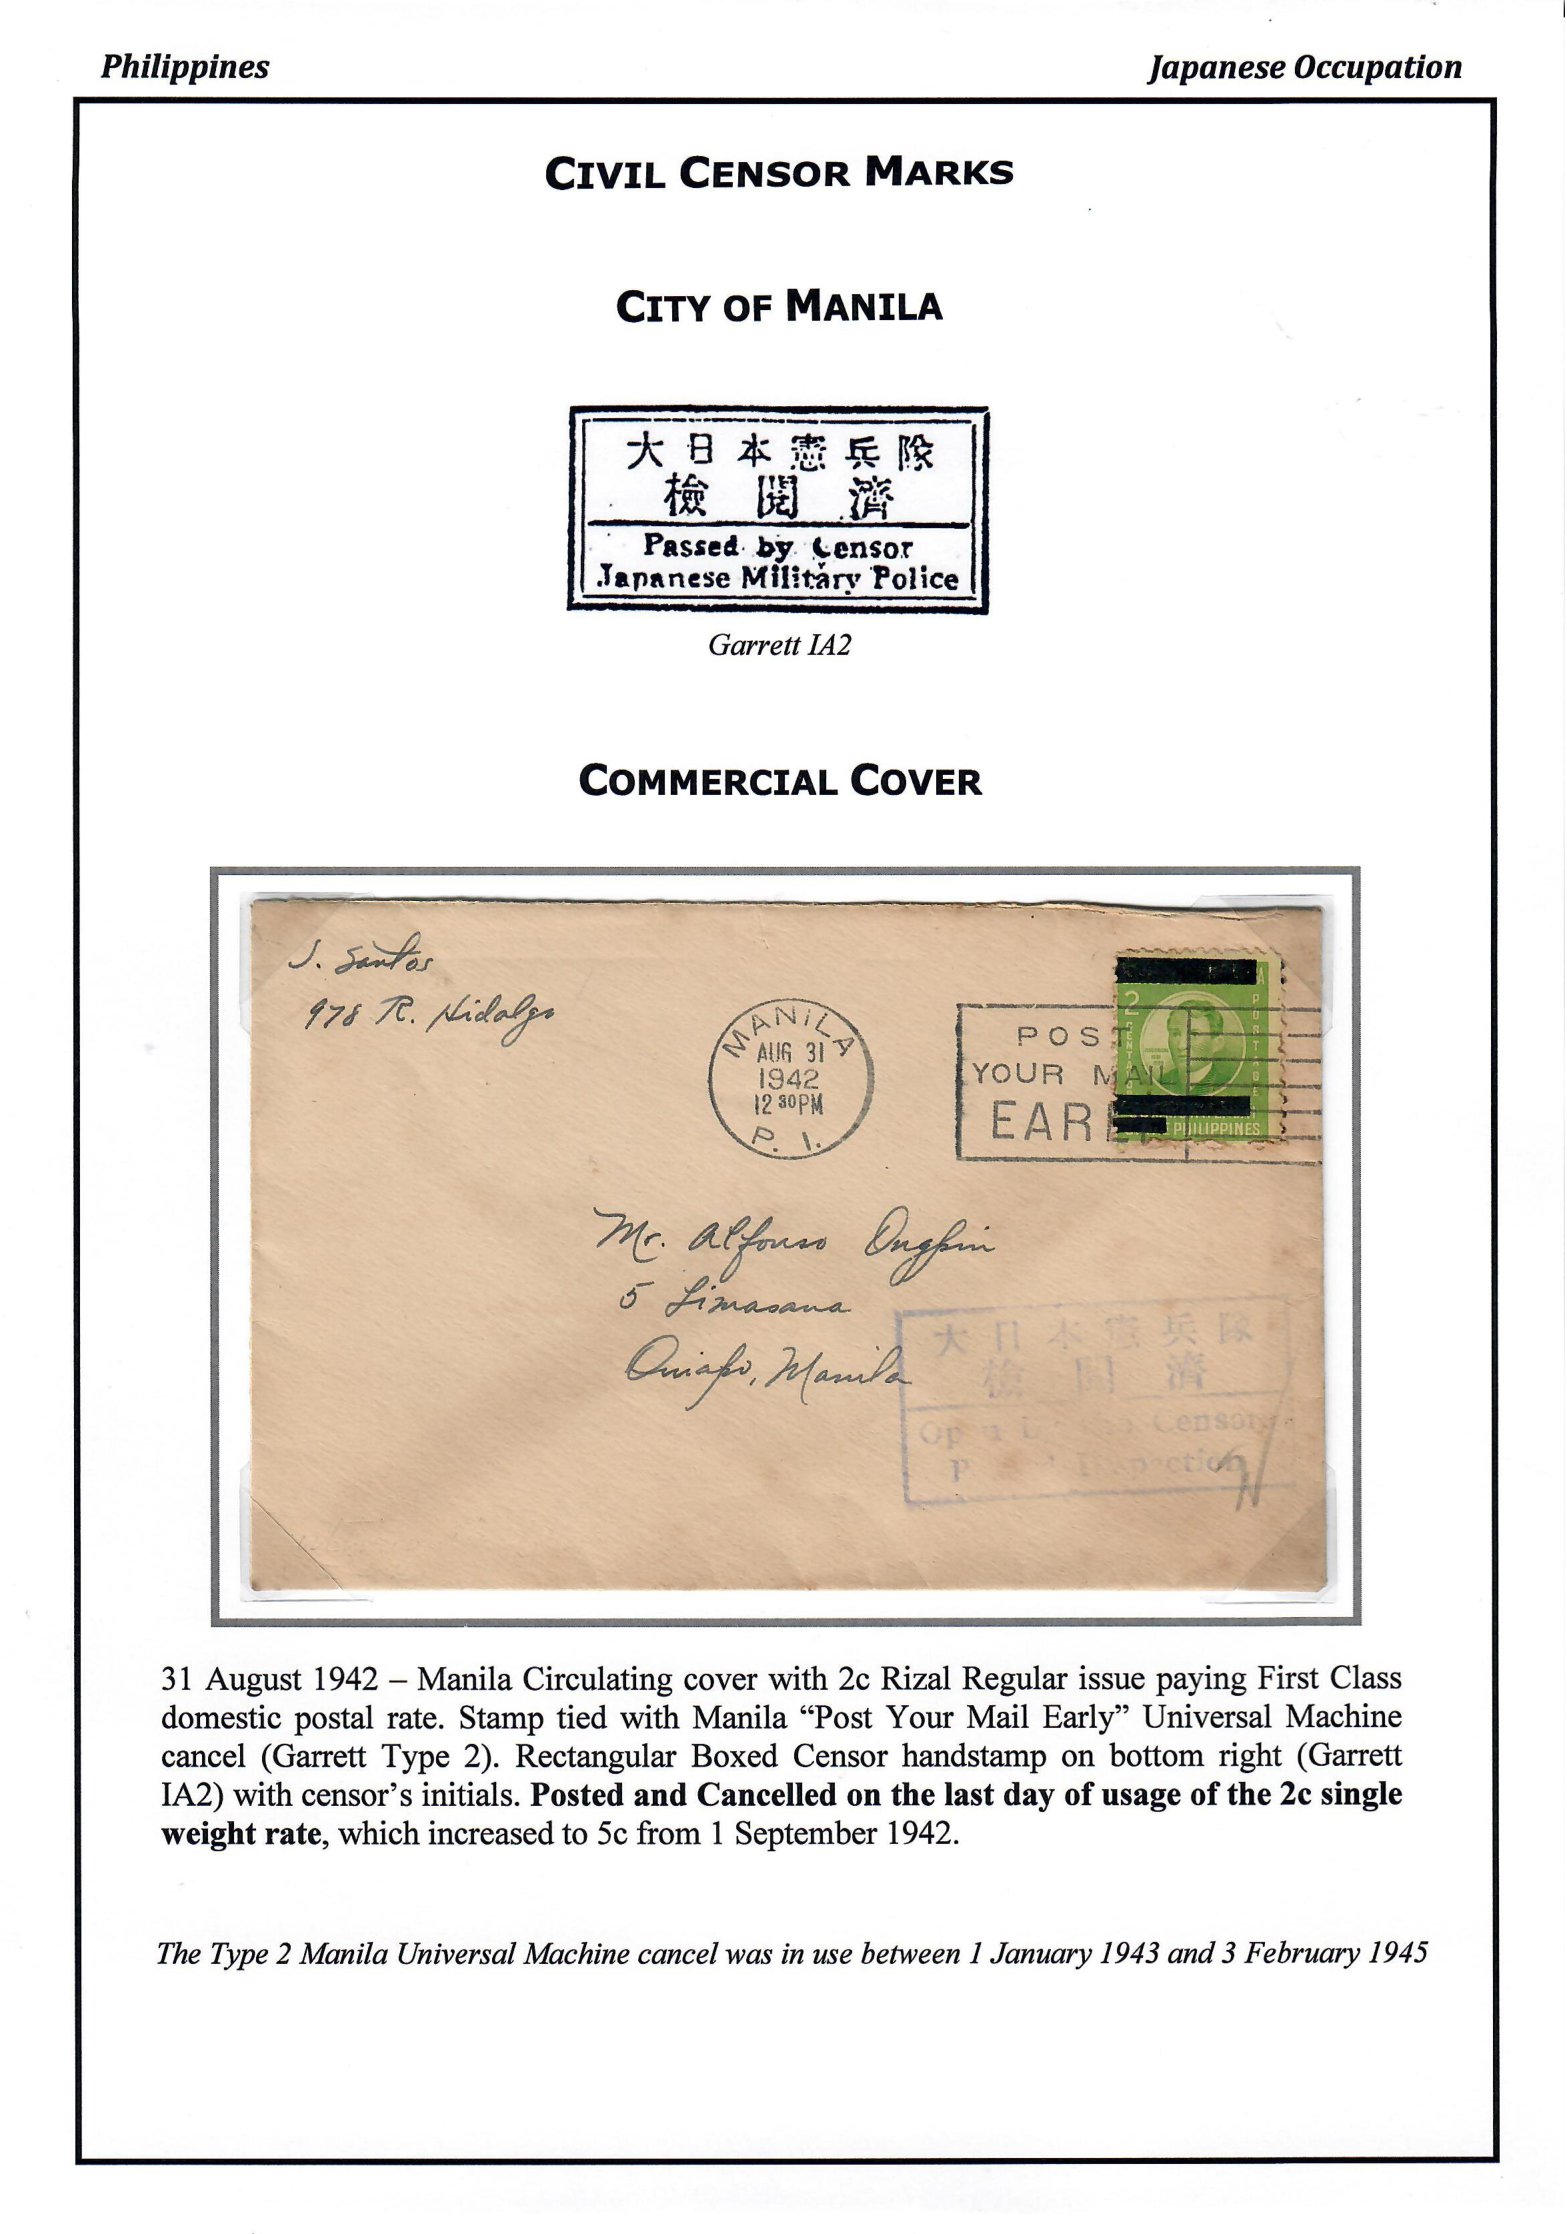 Philippines
Japanese Occupation
CIVIL CENSOR MARKS
CITY OF MANILA
大日本憲兵隊
檢閲濟
Passed by Censor
Japanese Military Police
Garrett IA2
COMMERCIAL COVER
J. Santos
978 R. Hidalgo
MANILA
AUG 31
1942
12 30PM
P. I.
POST
YOUR MAIL
EARL
2
CENTAVOS
A
POSTAGE
PHILIPPINES
Mr. Alfonso Ongpin
5 Limasana
Quiapo, Manila
大日本憲兵隊
檢閲濟
Censor
31 August 1942 – Manila Circulating cover with 2c Rizal Regular issue paying First Class
domestic postal rate. Stamp tied with Manila “Post Your Mail Early” Universal Machine
cancel (Garrett Type 2). Rectangular Boxed Censor handstamp on bottom right (Garrett
IA2) with censor’s initials. Posted and Cancelled on the last day of usage of the 2c single
weight rate, which increased to 5c from 1 September 1942.
The Type 2 Manila Universal Machine cancel was in use between 1 January 1943 and 3 February 1945